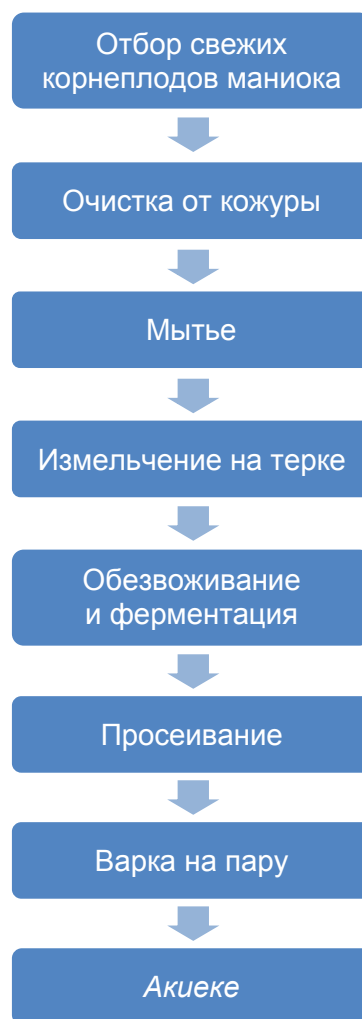 Отбор свежих
корнеплодов маниока
Очистка от кожуры
Мытье
Измельчение на терке
Обезвоживание
и ферментация
Просеивание
Варка на пару
Акиеке